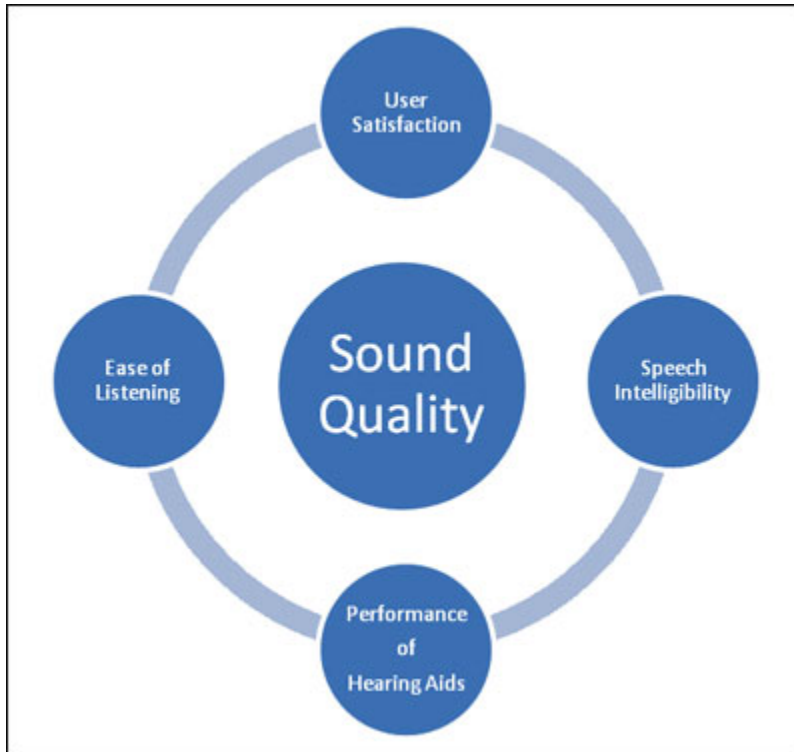 User
Satisfaction
Ease of
Listening
Sound
Quality
Speech
Intelligibility
Performance
of
Hearing Aids